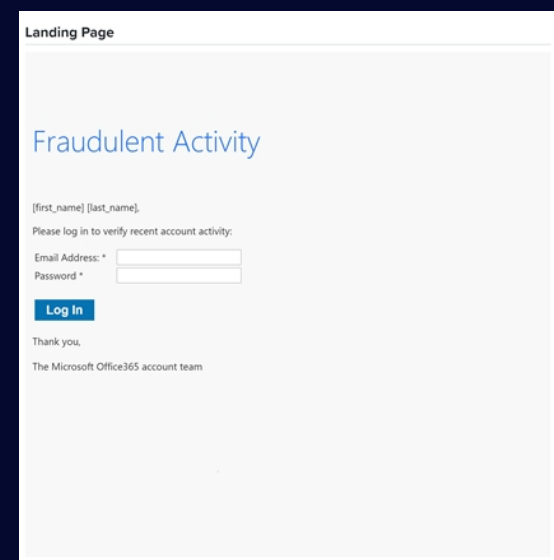 Landing Page
Fraudulent Activity
[first_name] [last_name],
Please log in to verify recent account activity:
Email Address: *
Password *
Log In
Thank you,
The Microsoft Office365 account team